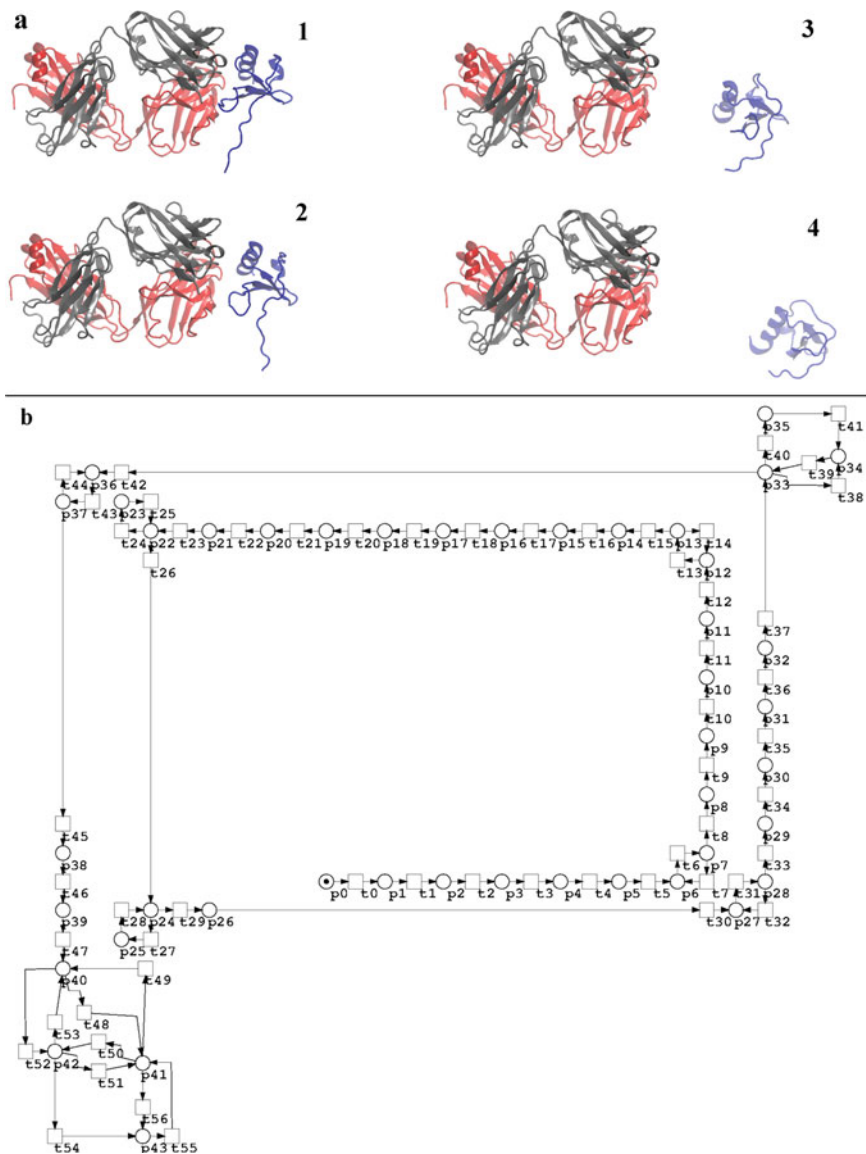 a 1 3
2 4
b
p35 t41
t40 p34
t44 p36 t42 p33 t39 t38
p37 t43 p23 t25
t24 p22 t23 p21 t22 p20 t21 p19 t20 p18 t19 p17 t18 p16 t17 p15 t16 p14 t15 p13 t14
t26 t13 p12
t12
p11 t37
t11 p32
p10 t36
t10 p31
p9 t35
t9 p30
p8 t34
t45 t8 p29
p38 t6 p7 t33
t46 p0 t0 p1 t1 p2 t2 p3 t3 p4 t4 p5 t5 p6 t7 t31 p28
p39 t28 p24 t29 p26 t30 p27 t32
t47 p25 t27
p40 t49
t48
t53 t50
t52 p42 p41
t51
t56
t54 p43 t55